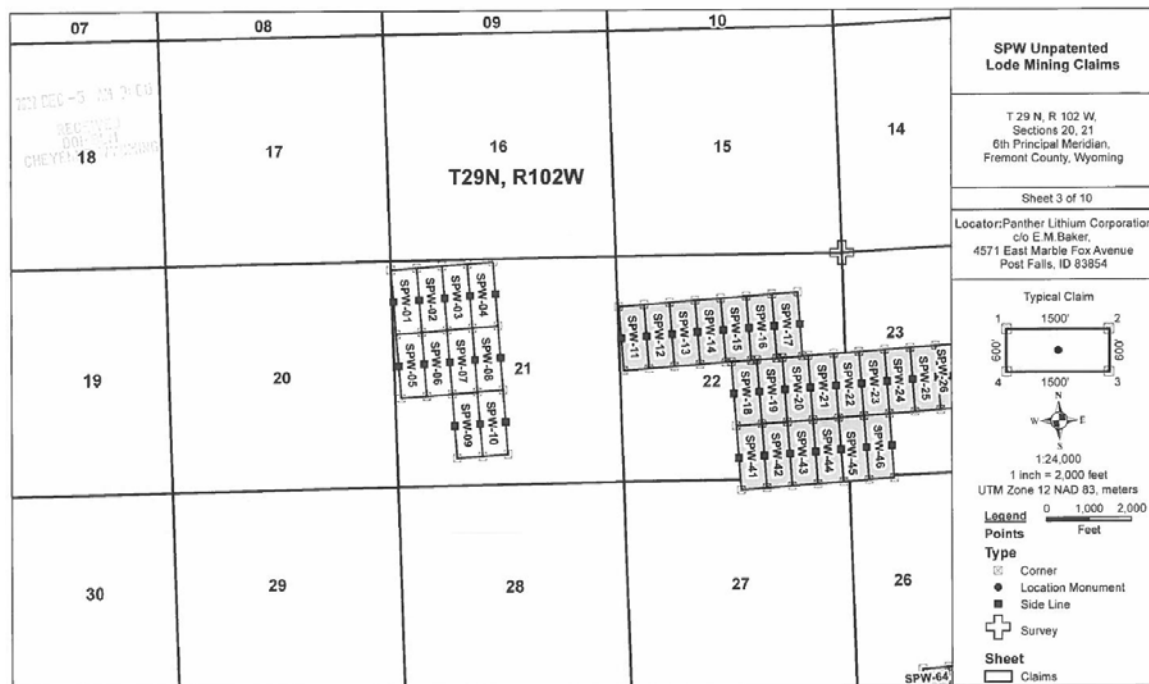 07
08
09
10
DEC -5
RECEIVED
CHEYENNE WYOMING
18
17
16
15
14
T29N, R102W
19
20
21
22
23
SPW-01
SPW-02
SPW-03
SPW-04
SPW-05
SPW-06
SPW-07
SPW-08
SPW-09
SPW-10
SPW-11
SPW-12
SPW-13
SPW-14
SPW-15
SPW-16
SPW-17
SPW-18
SPW-19
SPW-20
SPW-21
SPW-22
SPW-23
SPW-24
SPW-25
SPW-26
SPW-41
SPW-42
SPW-43
SPW-44
SPW-45
SPW-46
30
29
28
27
26
SPW-64
SPW Unpatented
Lode Mining Claims
T 29 N, R 102 W,
Sections 20, 21
6th Principal Meridian,
Fremont County, Wyoming
Sheet 3 of 10
Locator:Panther Lithium Corporation
c/o E.M.Baker,
4571 East Marble Fox Avenue
Post Falls, ID 83854
Typical Claim
1 1500' 2
600' 600'
4 1500' 3
N
W E
S
1:24,000
1 inch = 2,000 feet
UTM Zone 12 NAD 83, meters
Legend
0 1,000 2,000
Feet
Points
Type
Corner
Location Monument
Side Line
Survey
Sheet
Claims